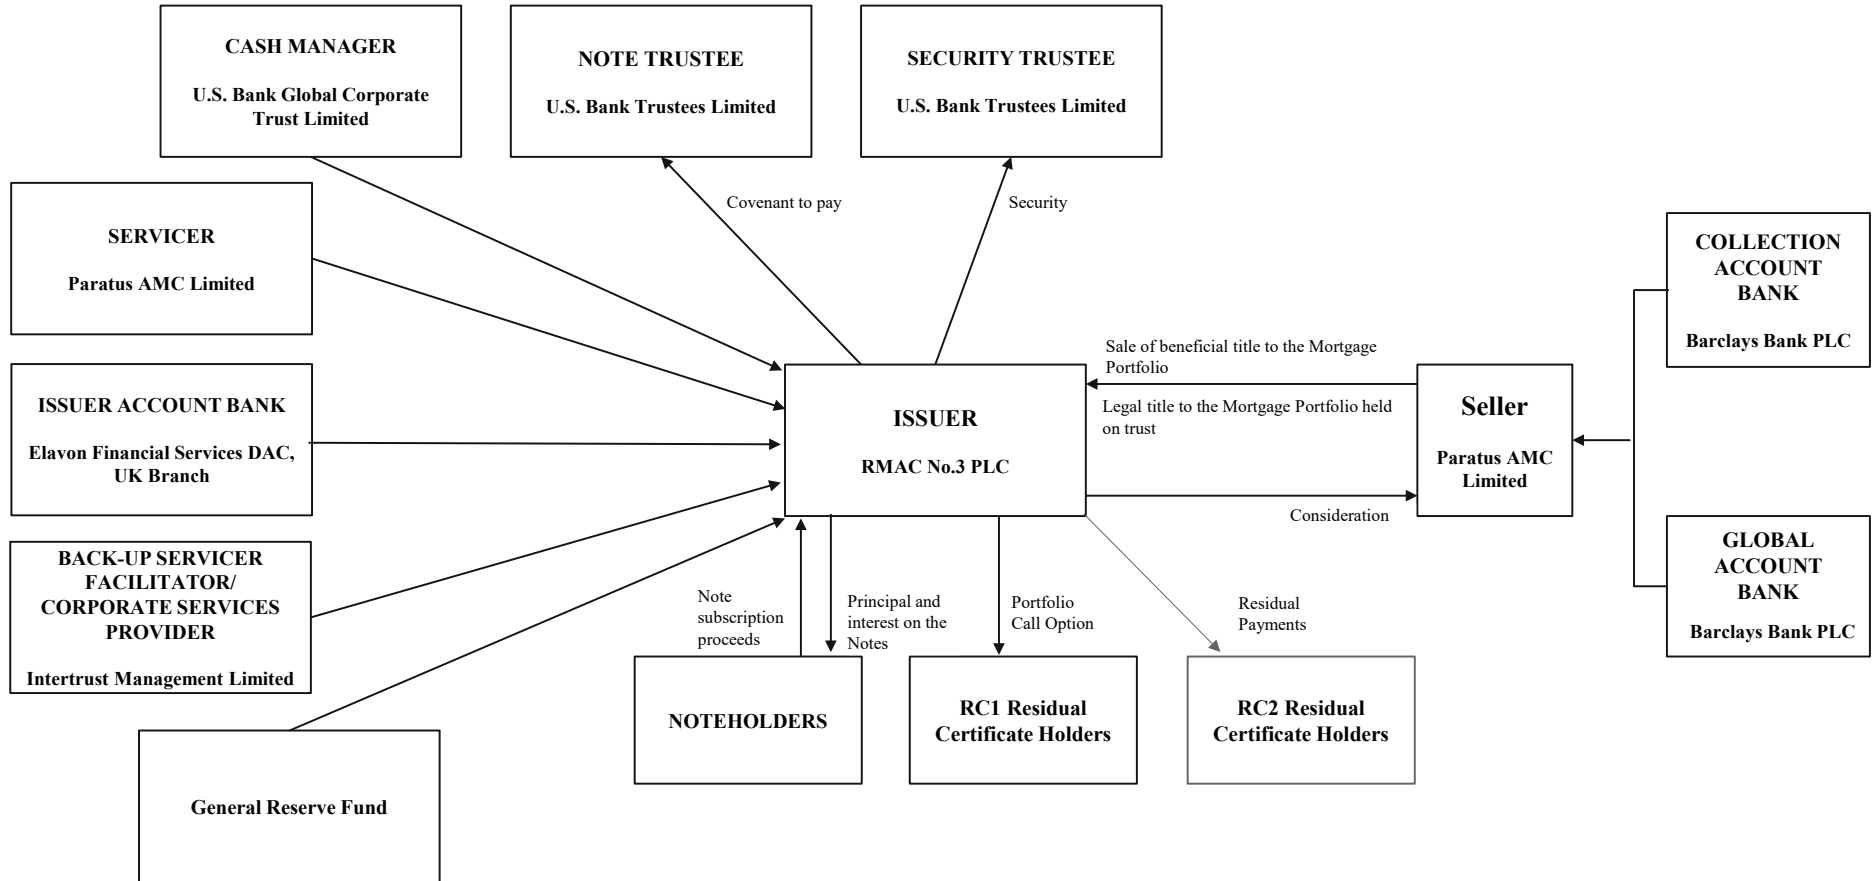 CASH MANAGER
U.S. Bank Global Corporate
Trust Limited
NOTE TRUSTEE
U.S. Bank Trustees Limited
SECURITY TRUSTEE
U.S. Bank Trustees Limited
Covenant to pay
Security
SERVICER
Paratus AMC Limited
COLLECTION
ACCOUNT
BANK
Barclays Bank PLC
ISSUER ACCOUNT BANK
Elavon Financial Services DAC,
UK Branch
ISSUER
RMAC No.3 PLC
Sale of beneficial title to the Mortgage
Portfolio
Legal title to the Mortgage Portfolio held
on trust
Consideration
Seller
Paratus AMC
Limited
BACK-UP SERVICER
FACILITATOR/
CORPORATE SERVICES
PROVIDER
Intertrust Management Limited
GLOBAL
ACCOUNT
BANK
Barclays Bank PLC
Note
subscription
proceeds
Principal and
interest on the
Notes
Portfolio
Call Option
Residual
Payments
NOTEHOLDERS
RC1 Residual
Certificate Holders
RC2 Residual
Certificate Holders
General Reserve Fund